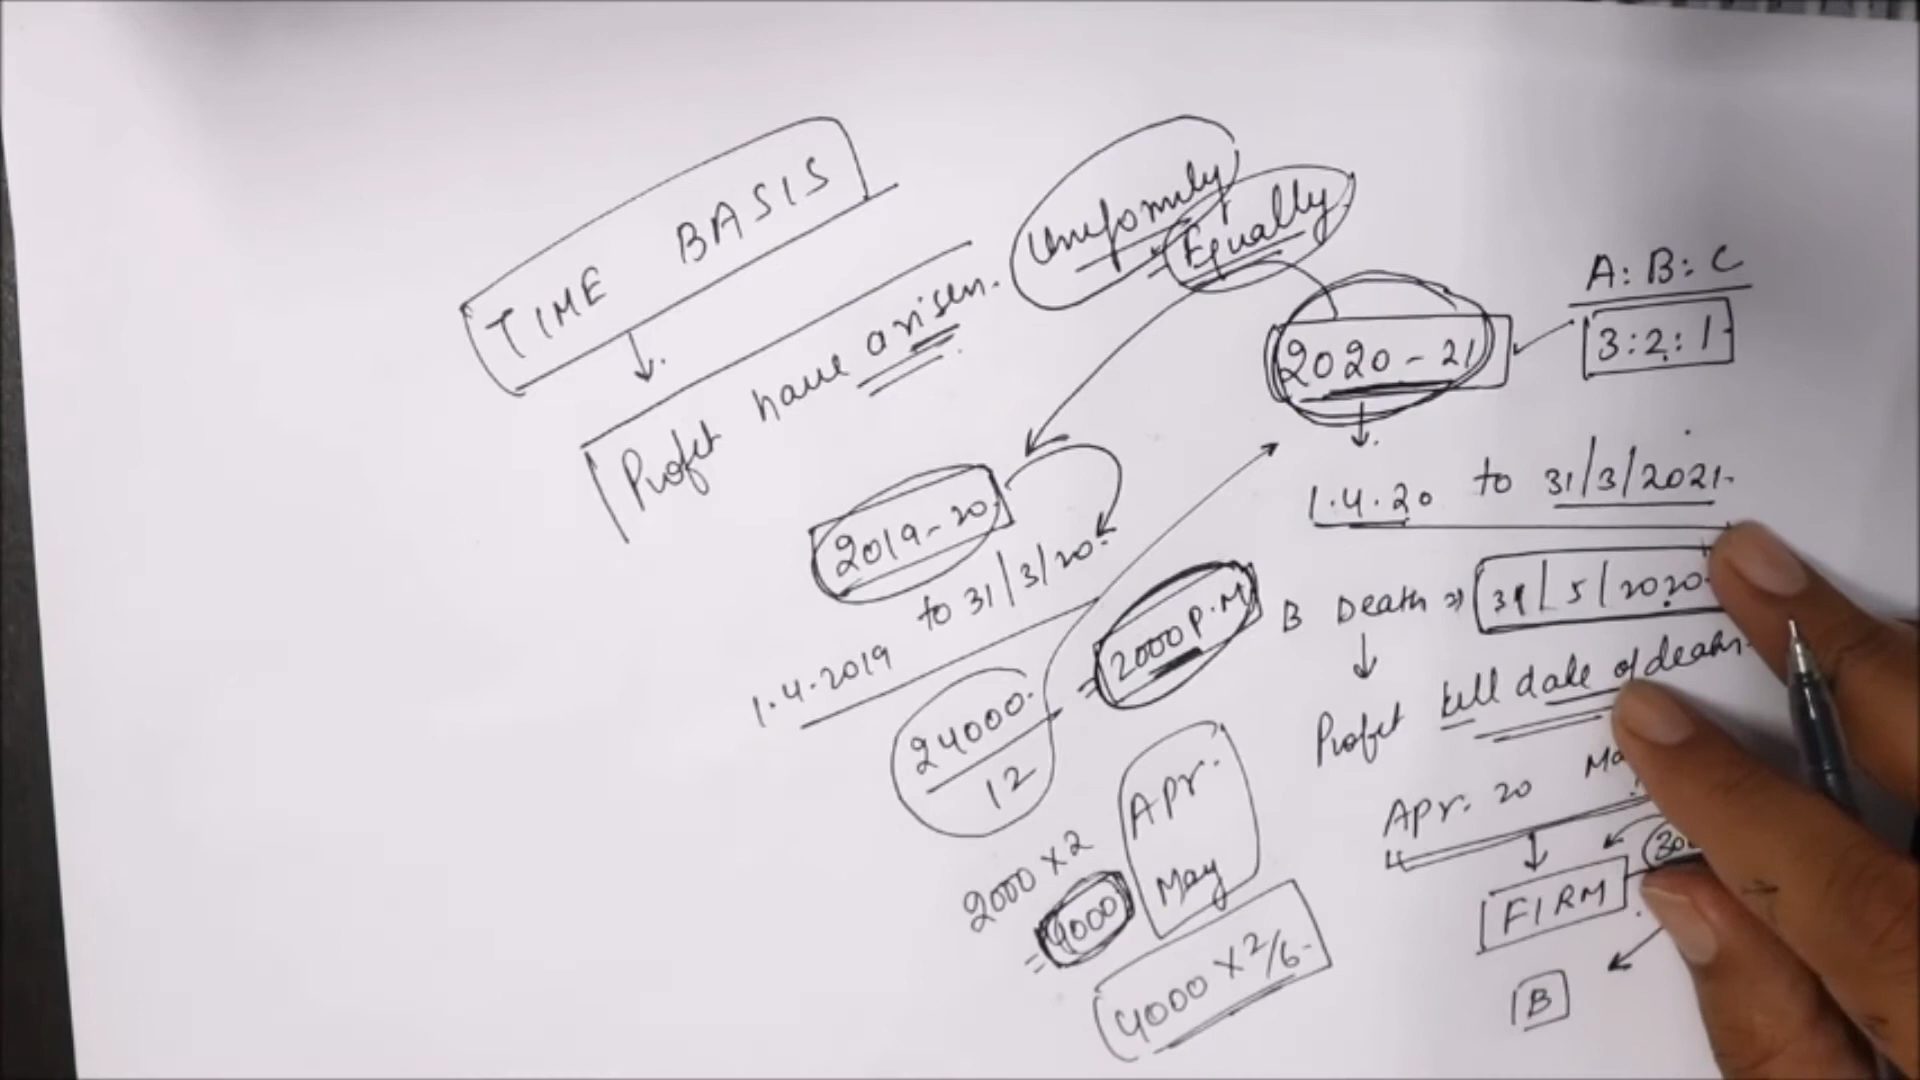 TIME BASIS
Profit have arisen.
Uniformly
Equally
2019-20
1.4.2019 to 31/3/20.
24000.
12
= 2000 P.M
2000 × 2
= 4000
Apr.
May
4000 × 2/6
2020-21
A: B: C
3:2:1
1.4.20 to 31/3/2021.
B Death ⇒ 31/5/2020
Profit till date of death.
Apr. 20
FIRM
B